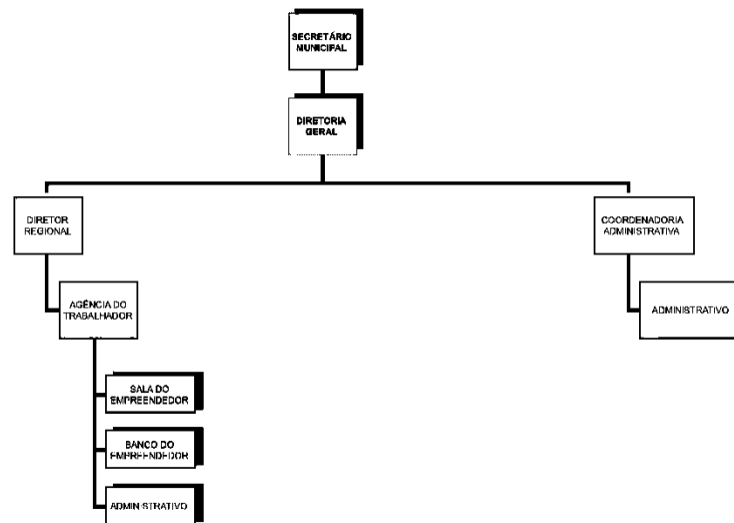 SECRETÁRIO
MUNICIPAL
DIRETORIA
GERAL
DIRETOR
REGIONAL
COORDENADORIA
ADMINISTRATIVA
AGÊNCIA DO
TRABALHADOR
ADMINISTRATIVO
SALA DO
EMPREENDEDOR
BANCO DO
EMPREENDEDOR
ADMINISTRATIVO